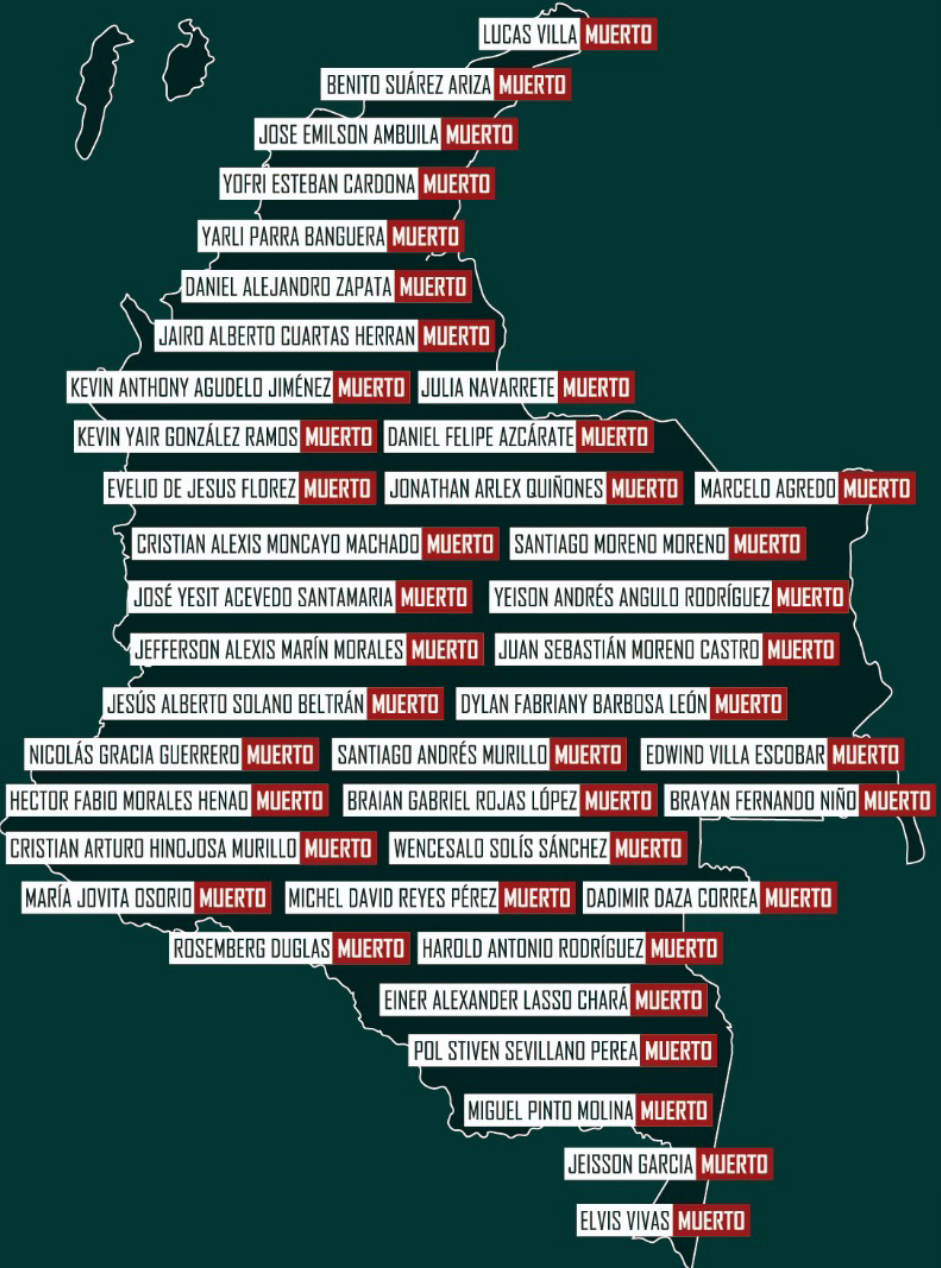 LUCAS VILLA MUERTO
BENITO SUÁREZ ARIZA MUERTO
JOSE EMILSON AMBUILA MUERTO
YOFRI ESTEBAN CARDONA MUERTO
YARLI PARRA BANGUERA MUERTO
DANIEL ALEJANDRO ZAPATA MUERTO
JAIRO ALBERTO CUARTAS HERRAN MUERTO
KEVIN ANTHONY AGUDELO JIMÉNEZ MUERTO JULIA NAVARRETE MUERTO
KEVIN YAIR GONZÁLEZ RAMOS MUERTO DANIEL FELIPE AZCÁRATE MUERTO
EVELIO DE JESUS FLOREZ MUERTO JONATHAN ARLEX QUIÑONES MUERTO MARCELO AGREDO MUERTO
CRISTIAN ALEXIS MONCAYO MACHADO MUERTO SANTIAGO MORENO MORENO MUERTO
JOSÉ YESIT ACEVEDO SANTAMARIA MUERTO YEISON ANDRÉS ANGULO RODRÍGUEZ MUERTO
JEFFERSON ALEXIS MARÍN MORALES MUERTO JUAN SEBASTIÁN MORENO CASTRO MUERTO
JESÚS ALBERTO SOLANO BELTRÁN MUERTO DYLAN FABRIANY BARBOSA LEÓN MUERTO
NICOLÁS GRACIA GUERRERO MUERTO SANTIAGO ANDRÉS MURILLO MUERTO EDWIND VILLA ESCOBAR MUERTO
HECTOR FABIO MORALES HENAO MUERTO BRAIAN GABRIEL ROJAS LÓPEZ MUERTO BRAYAN FERNANDO NIÑO MUERTO
CRISTIAN ARTURO HINOJOSA MURILLO MUERTO WENCESALO SOLÍS SÁNCHEZ MUERTO
MARÍA JOVITA OSORIO MUERTO MICHEL DAVID REYES PÉREZ MUERTO DADIMIR DAZA CORREA MUERTO
ROSEMBERG DUGLAS MUERTO HAROLD ANTONIO RODRÍGUEZ MUERTO
EINER ALEXANDER LASSO CHARÁ MUERTO
POL STIVEN SEVILLANO PEREA MUERTO
MIGUEL PINTO MOLINA MUERTO
JEISSON GARCIA MUERTO
ELVIS VIVAS MUERTO